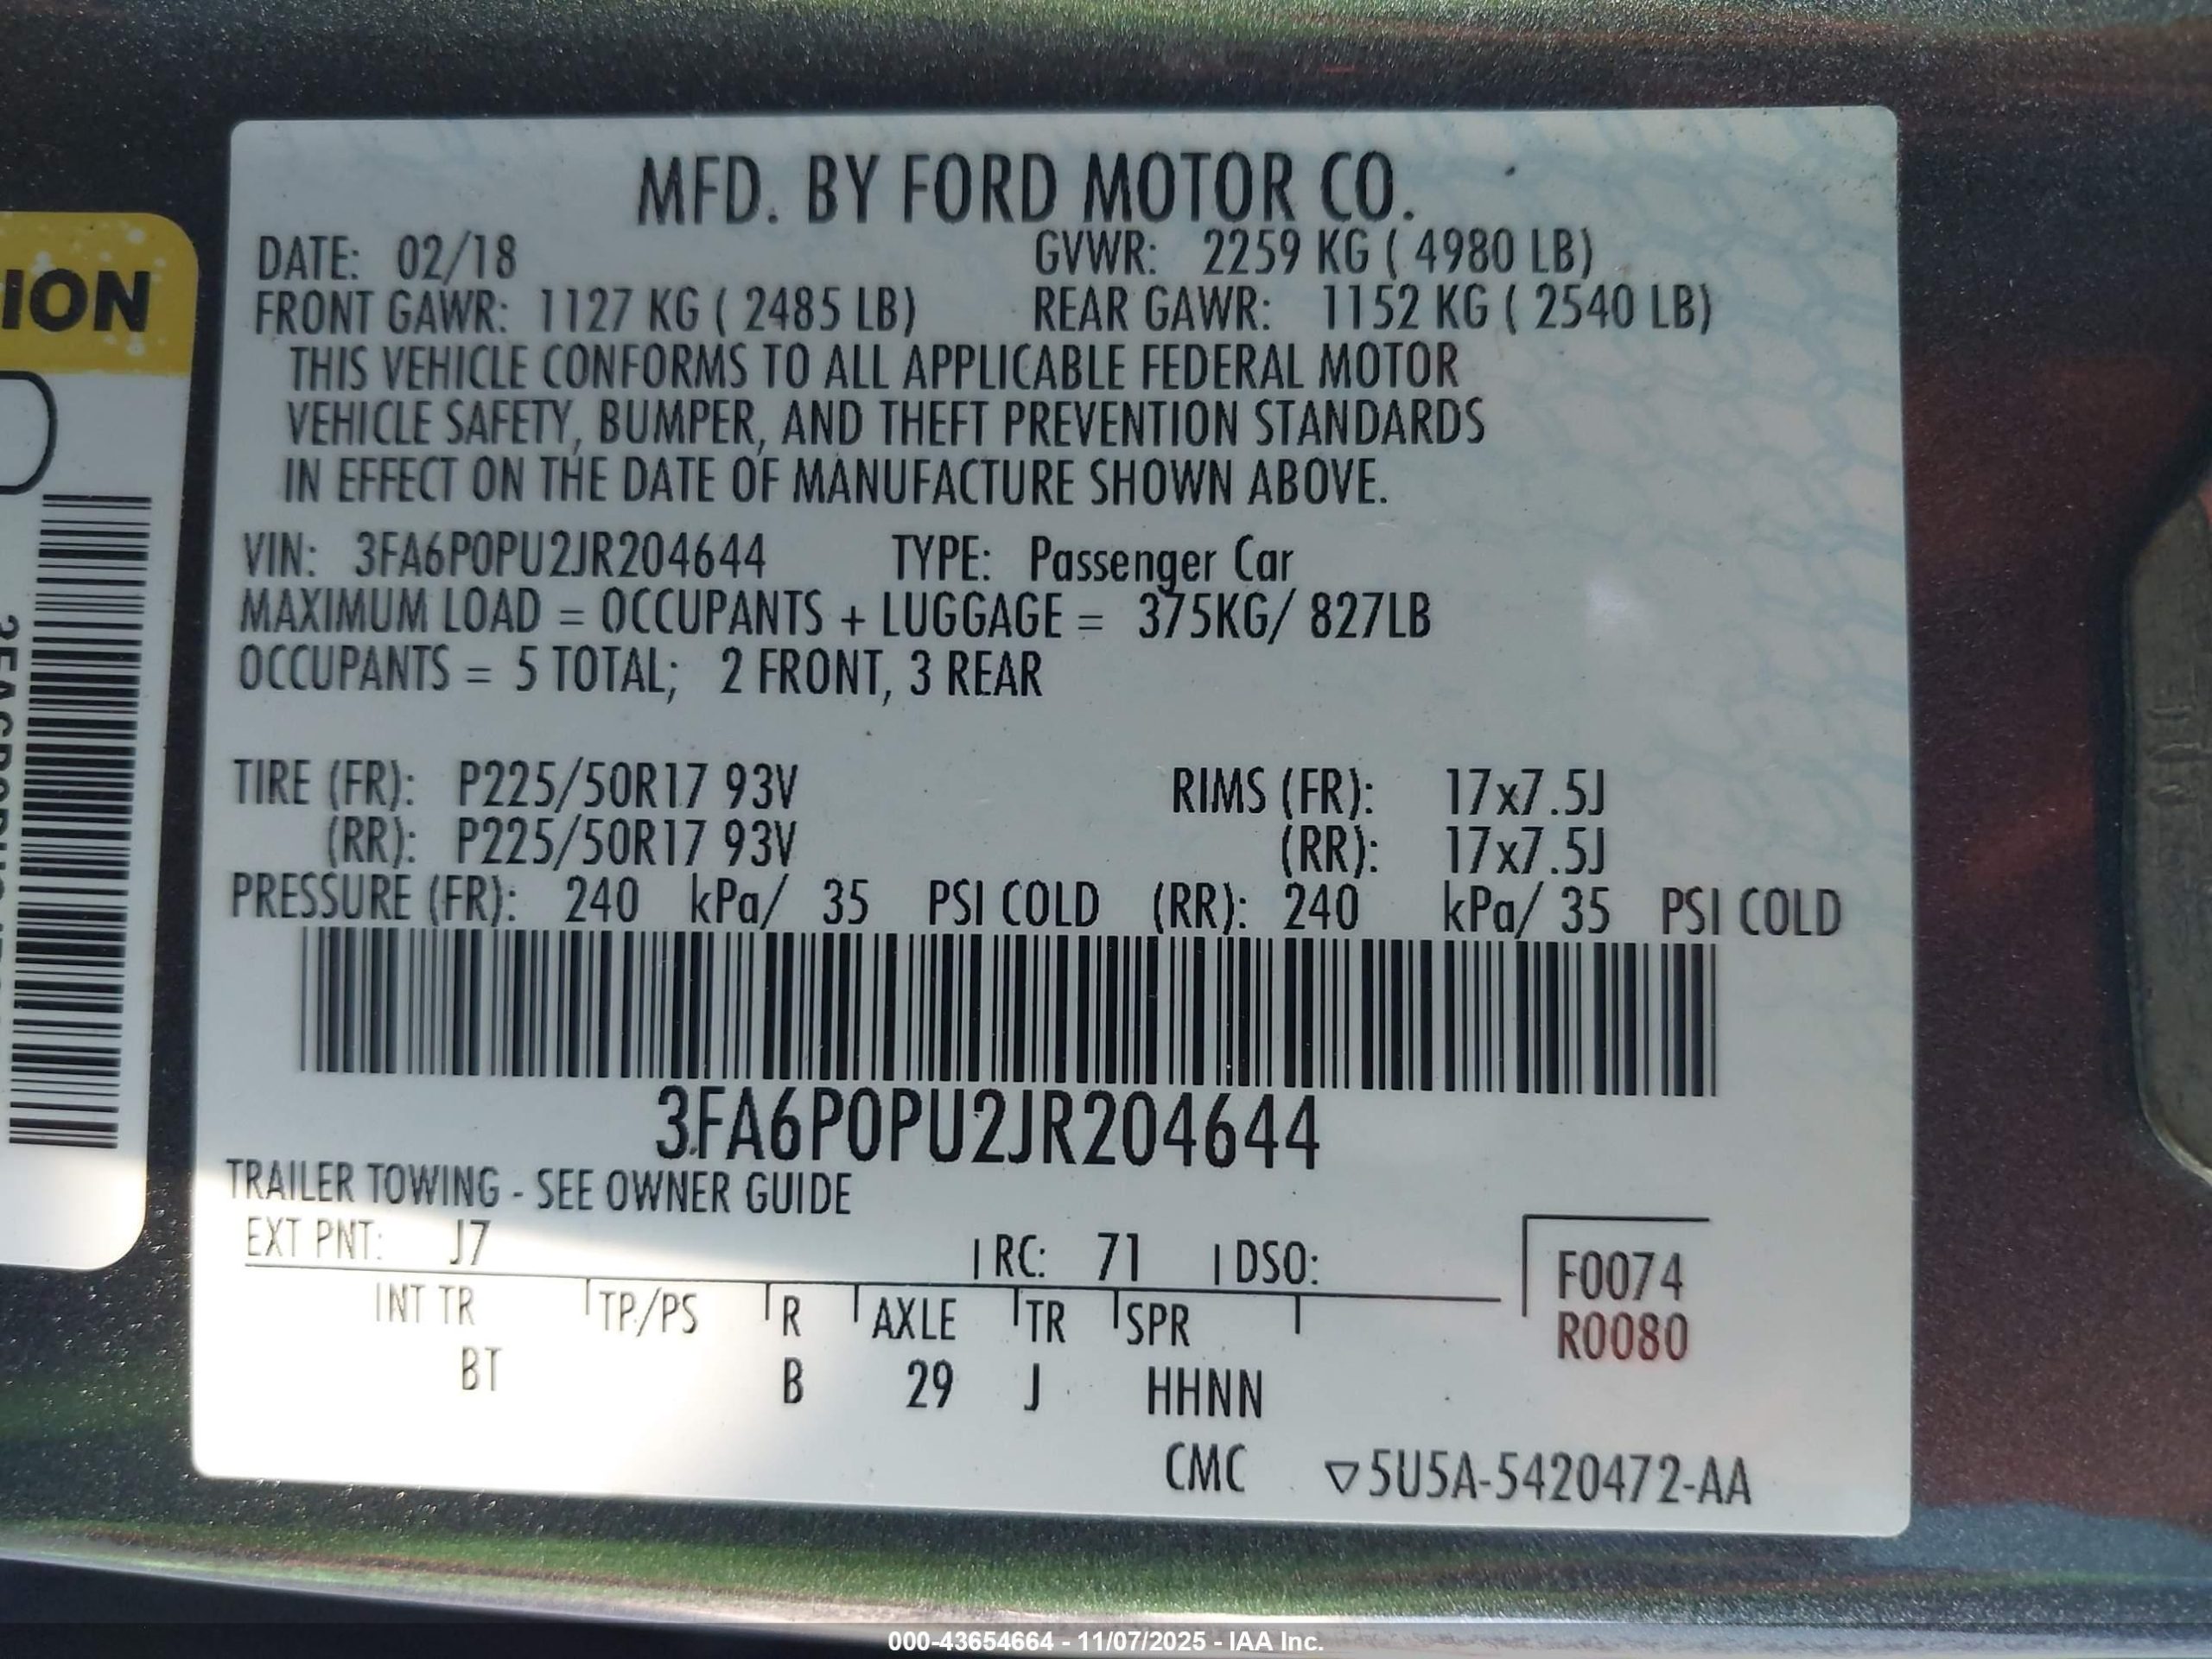 ION
MFD. BY FORD MOTOR CO.
DATE: 02/18 GVWR: 2259 KG ( 4980 LB)
FRONT GAWR: 1127 KG ( 2485 LB) REAR GAWR: 1152 KG ( 2540 LB)
THIS VEHICLE CONFORMS TO ALL APPLICABLE FEDERAL MOTOR
VEHICLE SAFETY, BUMPER, AND THEFT PREVENTION STANDARDS
IN EFFECT ON THE DATE OF MANUFACTURE SHOWN ABOVE.
VIN: 3FA6P0PU2JR204644 TYPE: Passenger Car
MAXIMUM LOAD = OCCUPANTS + LUGGAGE = 375KG/ 827LB
OCCUPANTS = 5 TOTAL; 2 FRONT, 3 REAR
TIRE (FR): P225/50R17 93V RIMS (FR): 17x7.5J
(RR): P225/50R17 93V (RR): 17x7.5J
PRESSURE (FR): 240 kPa/ 35 PSI COLD (RR): 240 kPa/ 35 PSI COLD
3FA6P0PU2JR204644
TRAILER TOWING - SEE OWNER GUIDE
EXT PNT: J7 RC: 71 DSO:
F0074
INT TR TP/PS R AXLE TR SPR
R0080
BT B 29 J HHNN
CMC ▽5U5A-5420472-AA
000-43654664 - 11/07/2025 - IAA Inc.